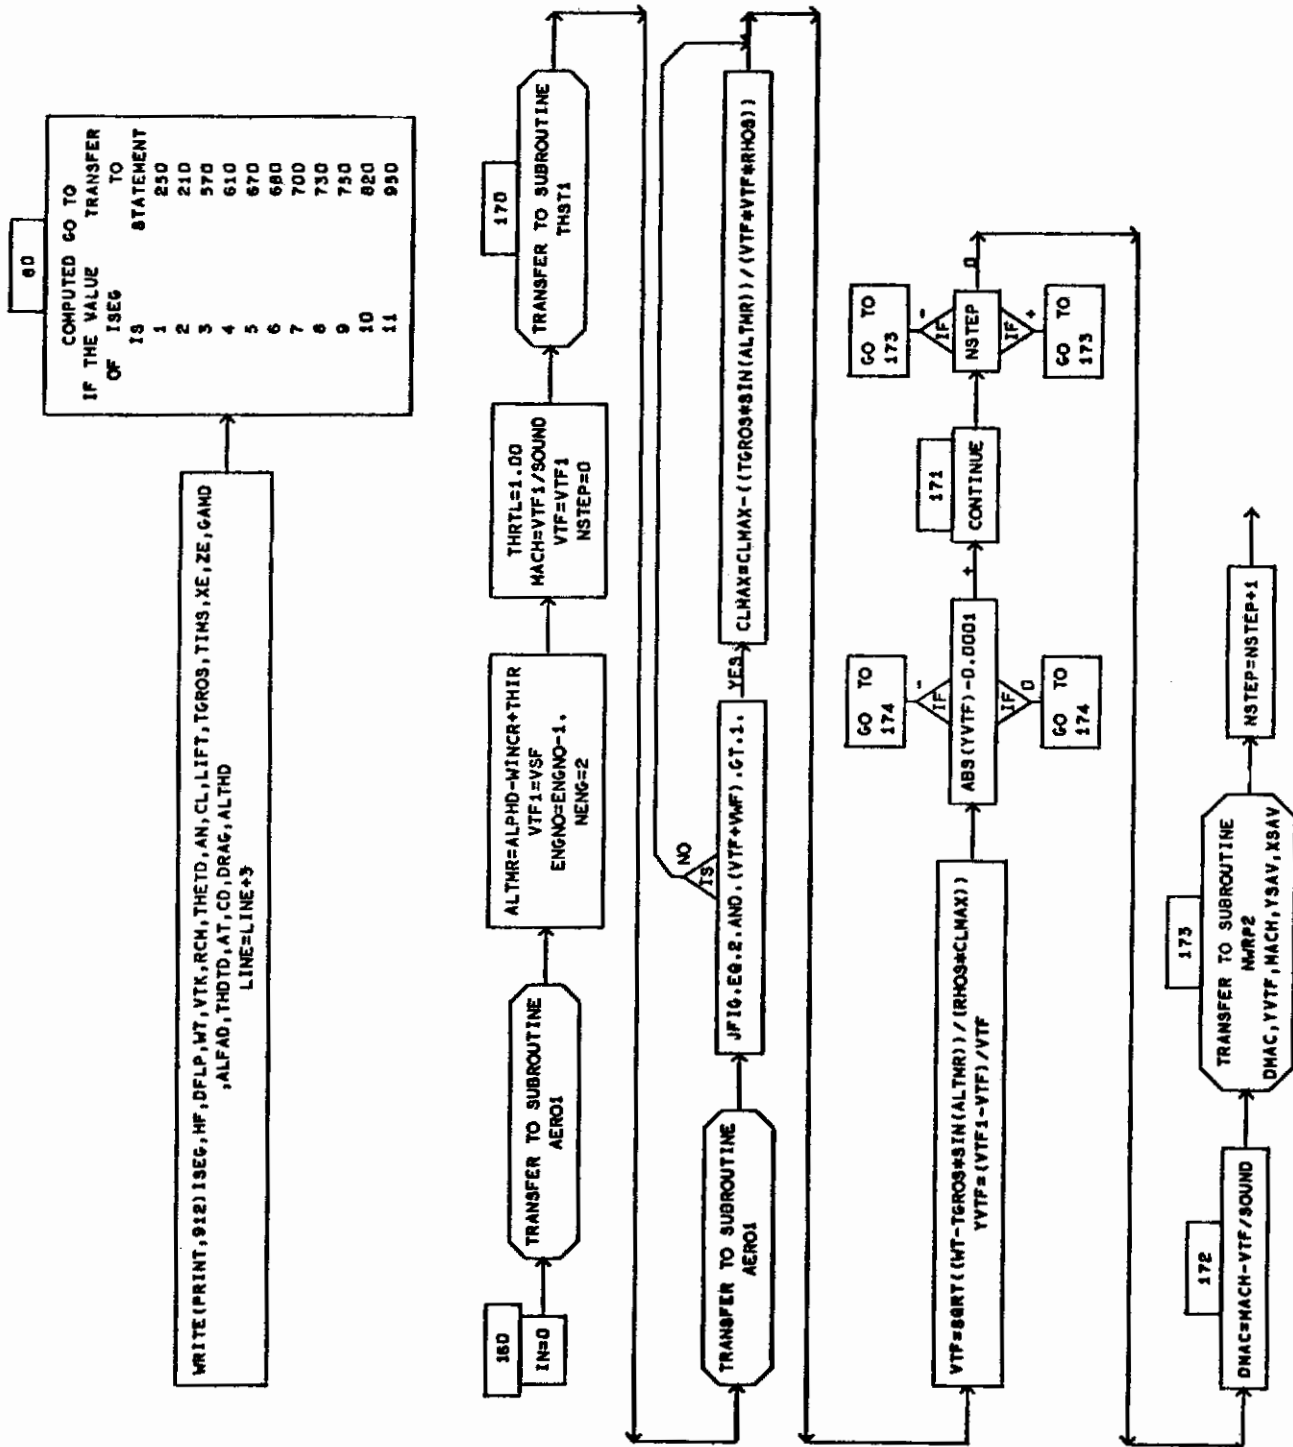 60
COMPUTED GO TO
IF THE VALUE TRANSFER
OF ISEG TO
IS STATEMENT
1 250
2 210
3 570
4 610
5 670
6 680
7 700
8 730
9 750
10 820
11 950
WRITE(PRINT,912)ISEG,HF,DFLP,WT,VTK,RCM,THETD,AN,CL,LIFT,TGROS,TIMS,XE,ZE,GAMD
,ALFAD,THDTD,AT,CD,DRAG,ALTHD
LINE=LINE+3
160
IN=0
TRANSFER TO SUBROUTINE
AERO1
ALTMR=ALPHD-WINCR+THIR
VTF1=VSF
ENGNO=ENGNO-1.
NENG=2
THRTL=1.00
MACH=VTF1/SOUND
VTF=VTF1
NSTEP=0
170
TRANSFER TO SUBROUTINE
THST1
TRANSFER TO SUBROUTINE
AERO1
NO
IS
JFIG.EQ.2.AND.(VTF+VWF).GT.1.
YES
CLMAX=CLMAX-((TGROS*SIN(ALTMR))/(VTF*VTF*RHOS))
VTF=SQRT((WT-TGROS*SIN(ALTMR))/(RHOS*CLMAX))
YVTF=(VTF1-VTF)/VTF
GO TO
174
-
IF
ABS(YVTF)-0.0001
+
IF
0
GO TO
174
171
CONTINUE
GO TO
173
-
IF
NSTEP
0
IF
+
GO TO
173
172
DMAC=MACH-VTF/SOUND
173
TRANSFER TO SUBROUTINE
NWRP2
DMAC,YVTF,MACH,YSAV,XSAV
NSTEP=NSTEP+1